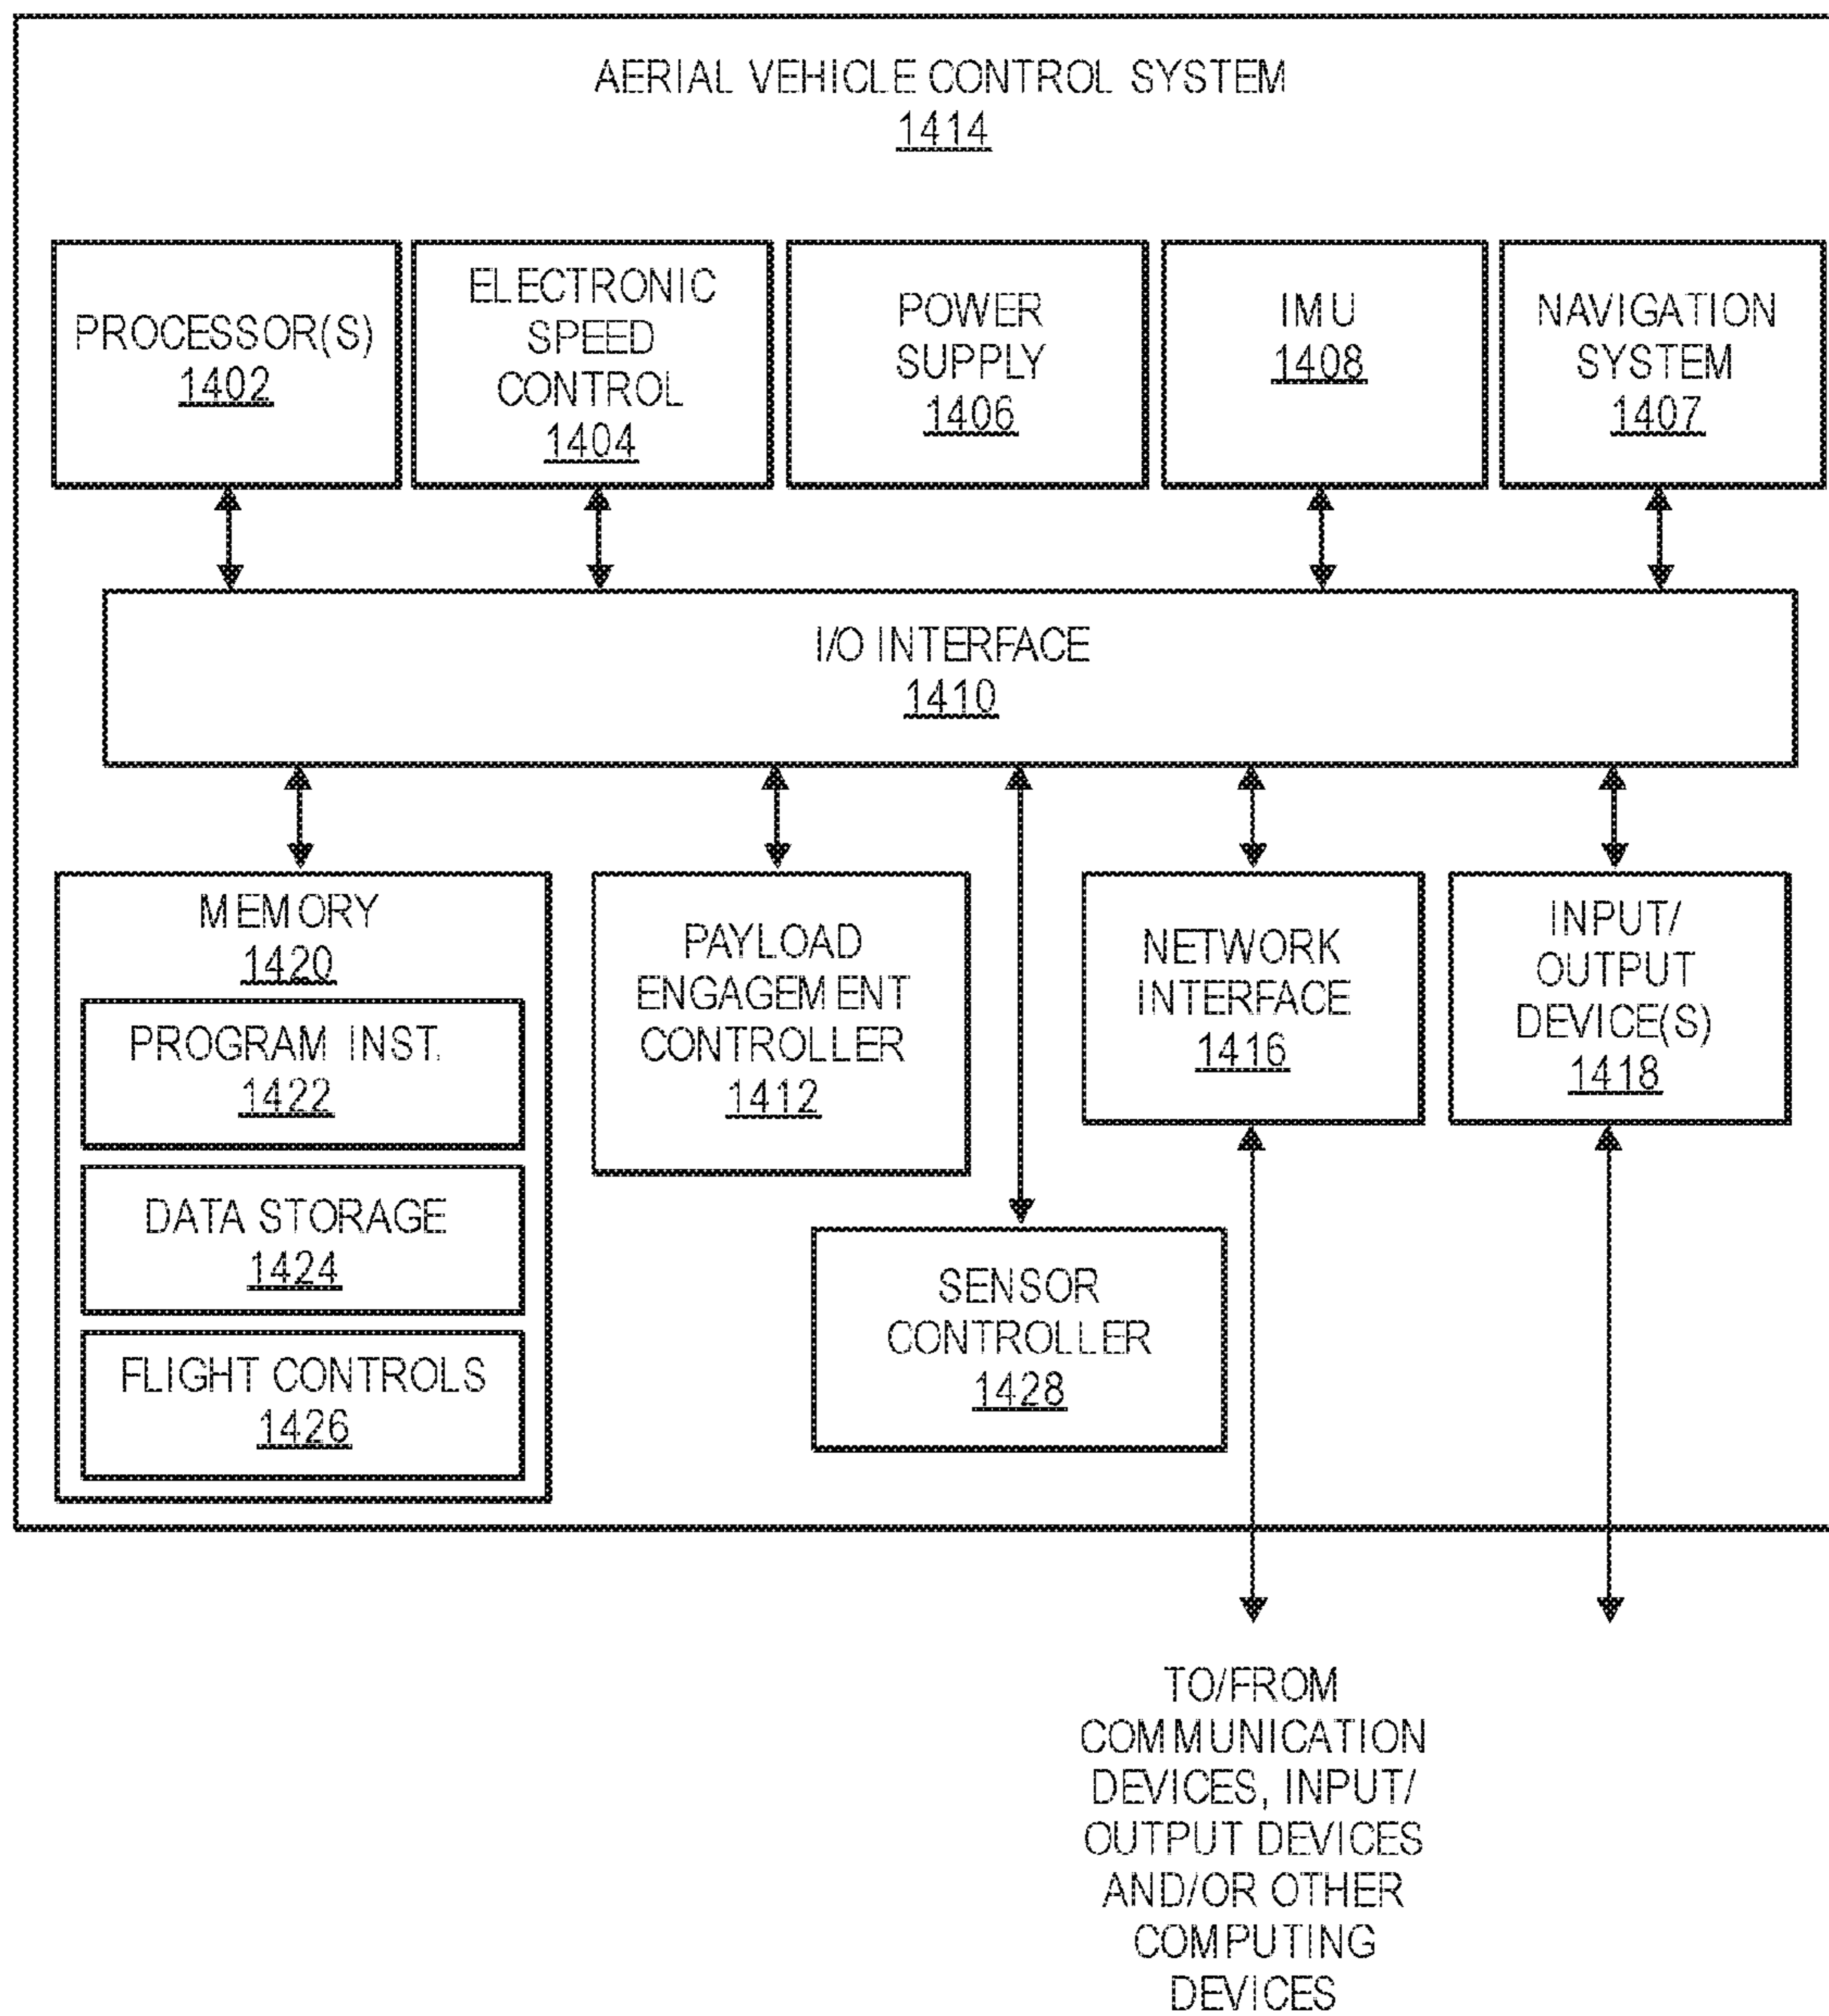 AERIAL VEHICLE CONTROL SYSTEM
1414
PROCESSOR(S)
1402
ELECTRONIC
SPEED
CONTROL
1404
POWER
SUPPLY
1406
IMU
1408
NAVIGATION
SYSTEM
1407
I/O INTERFACE
1410
MEMORY
1420
PROGRAM INST.
1422
DATA STORAGE
1424
FLIGHT CONTROLS
1426
PAYLOAD
ENGAGEMENT
CONTROLLER
1412
SENSOR
CONTROLLER
1428
NETWORK
INTERFACE
1416
INPUT/
OUTPUT
DEVICE(S)
1418
TO/FROM
COMMUNICATION
DEVICES, INPUT/
OUTPUT DEVICES
AND/OR OTHER
COMPUTING
DEVICES